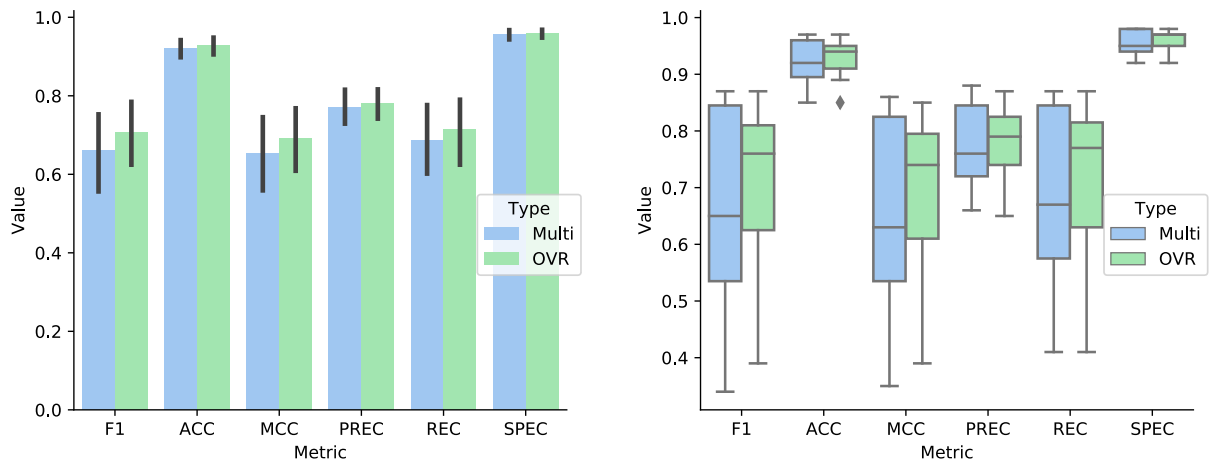 1.0
0.8
0.6
0.4
0.2
0.0
Value
F1 ACC MCC PREC REC SPEC
Metric
Type
Multi
OVR
1.0
0.9
0.8
0.7
0.6
0.5
0.4
Value
F1 ACC MCC PREC REC SPEC
Metric
Type
Multi
OVR